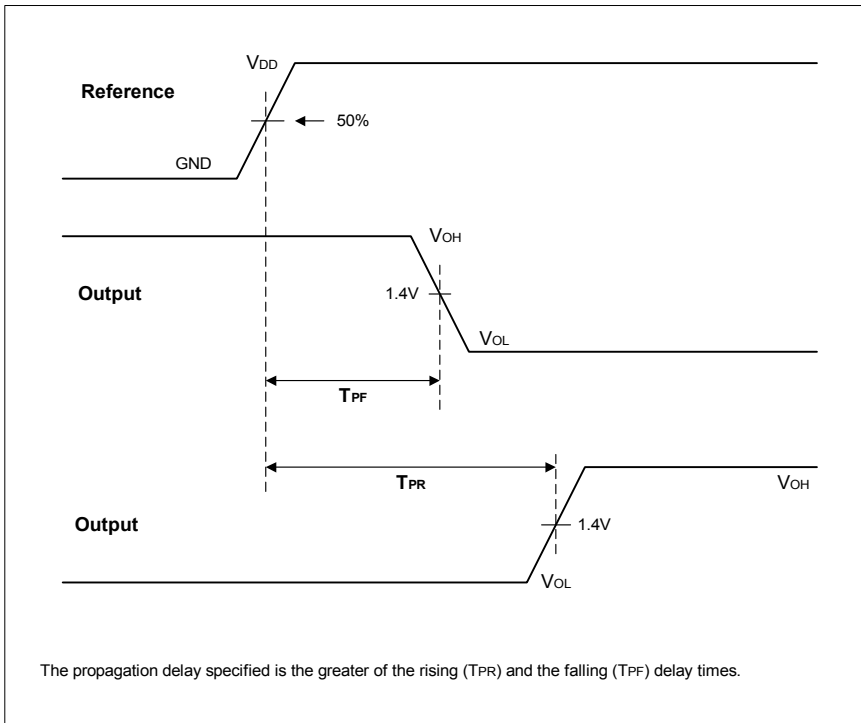 VDD
Reference
50%
GND
VOH
Output
1.4V
VOL
TPF
TPR
VOH
Output
1.4V
VOL
The propagation delay specified is the greater of the rising (TPR) and the falling (TPF) delay times.